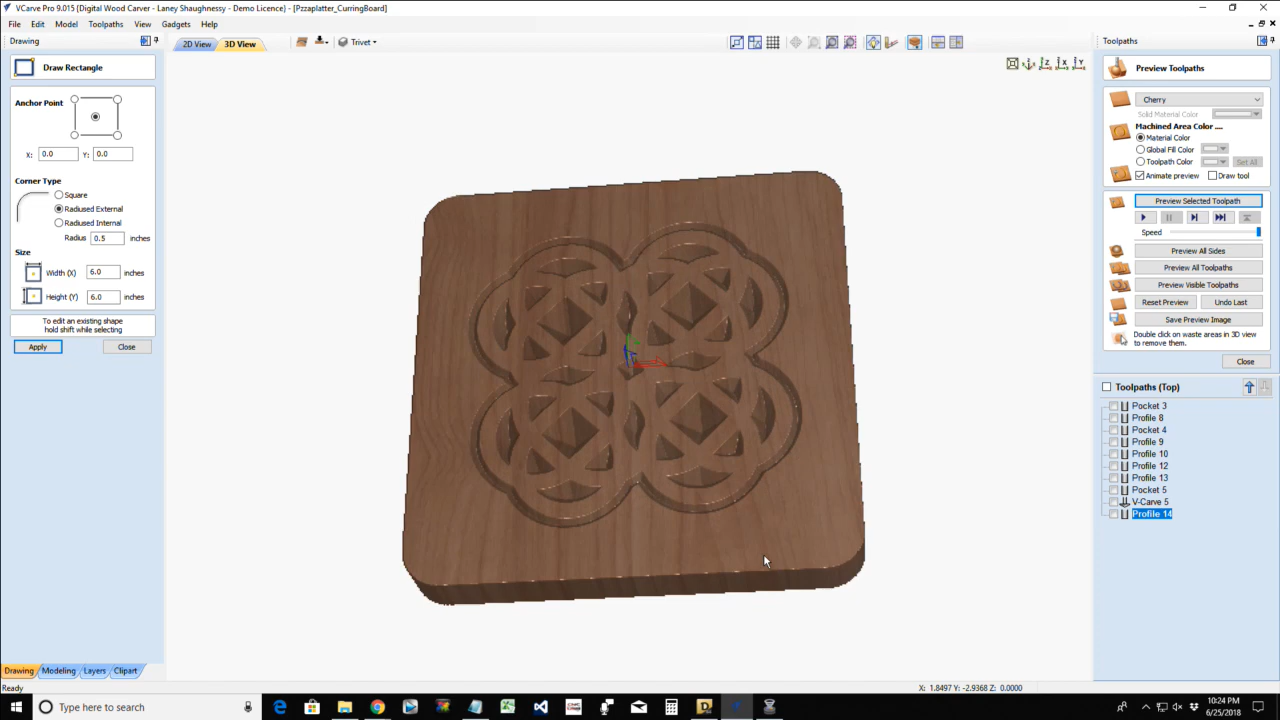 VCarve Pro 9.015 {Digital Wood Carver - Laney Shaughnessy - Demo Licence} - [Pzzaplatter_CurringBoard]
File Edit Model Toolpaths View Gadgets Help
Drawing
2D View 3D View
Trivet
Toolpaths
Draw Rectangle
Anchor Point
X: 0.0 Y: 0.0
Corner Type
Square
Radiused External
Radiused Internal
Radius 0.5 inches
Size
Width (X) 6.0 inches
Height (Y) 6.0 inches
To edit an existing shape
hold shift while selecting
Apply Close
Z X Y
Preview Toolpaths
Cherry
Solid Material Color
Machined Area Color ....
Material Color
Global Fill Color
Toolpath Color Set All
Animate preview Draw tool
Preview Selected Toolpath
Speed
Preview All Sides
Preview All Toolpaths
Preview Visible Toolpaths
Reset Preview Undo Last
Save Preview Image
Double click on waste areas in 3D view
to remove them.
Close
Toolpaths (Top)
Pocket 3
Profile 8
Pocket 4
Profile 9
Profile 10
Profile 12
Profile 13
Pocket 5
V-Carve 5
Profile 14
Drawing Modeling Layers Clipart
Ready
X: 1.8497 Y: -2.9368 Z: 0.0000
Type here to search
10:24 PM
6/25/2018